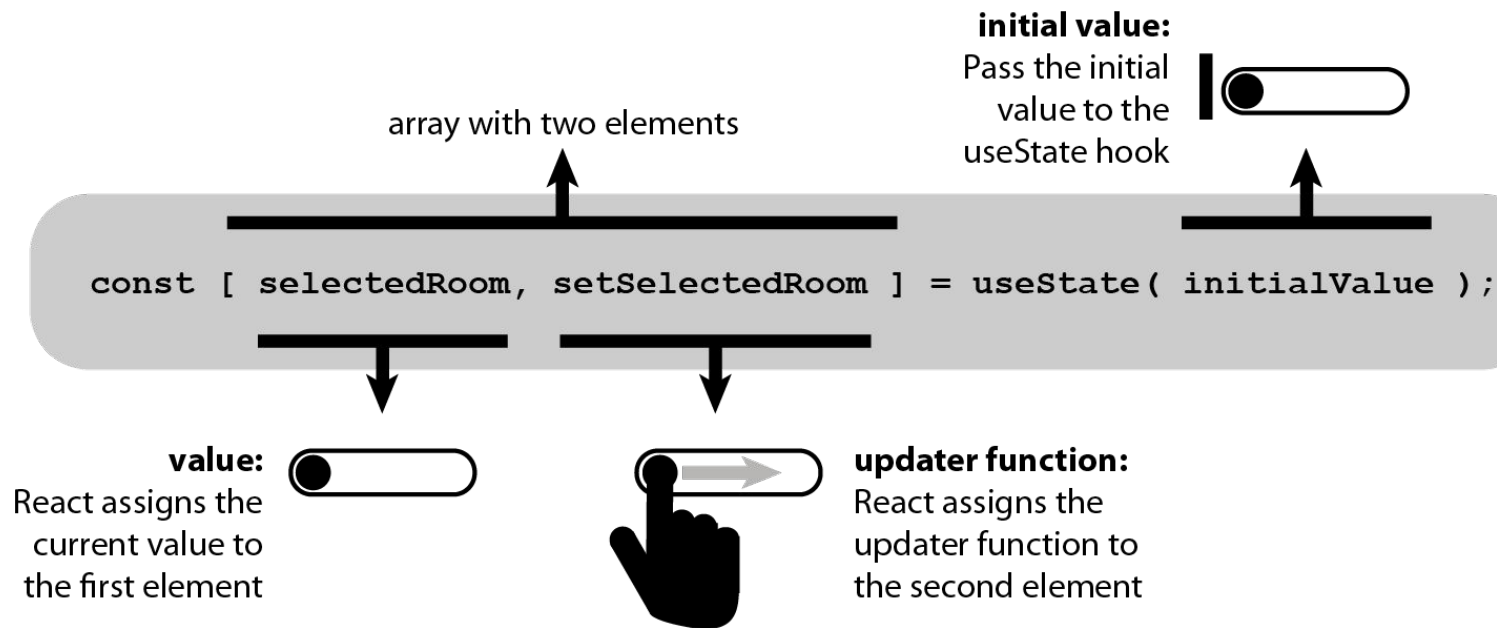 initial value:
Pass the initial
value to the
useState hook
array with two elements
const [ selectedRoom, setSelectedRoom ] = useState( initialValue );
value:
React assigns the
current value to
the first element
updater function:
React assigns the
updater function to
the second element